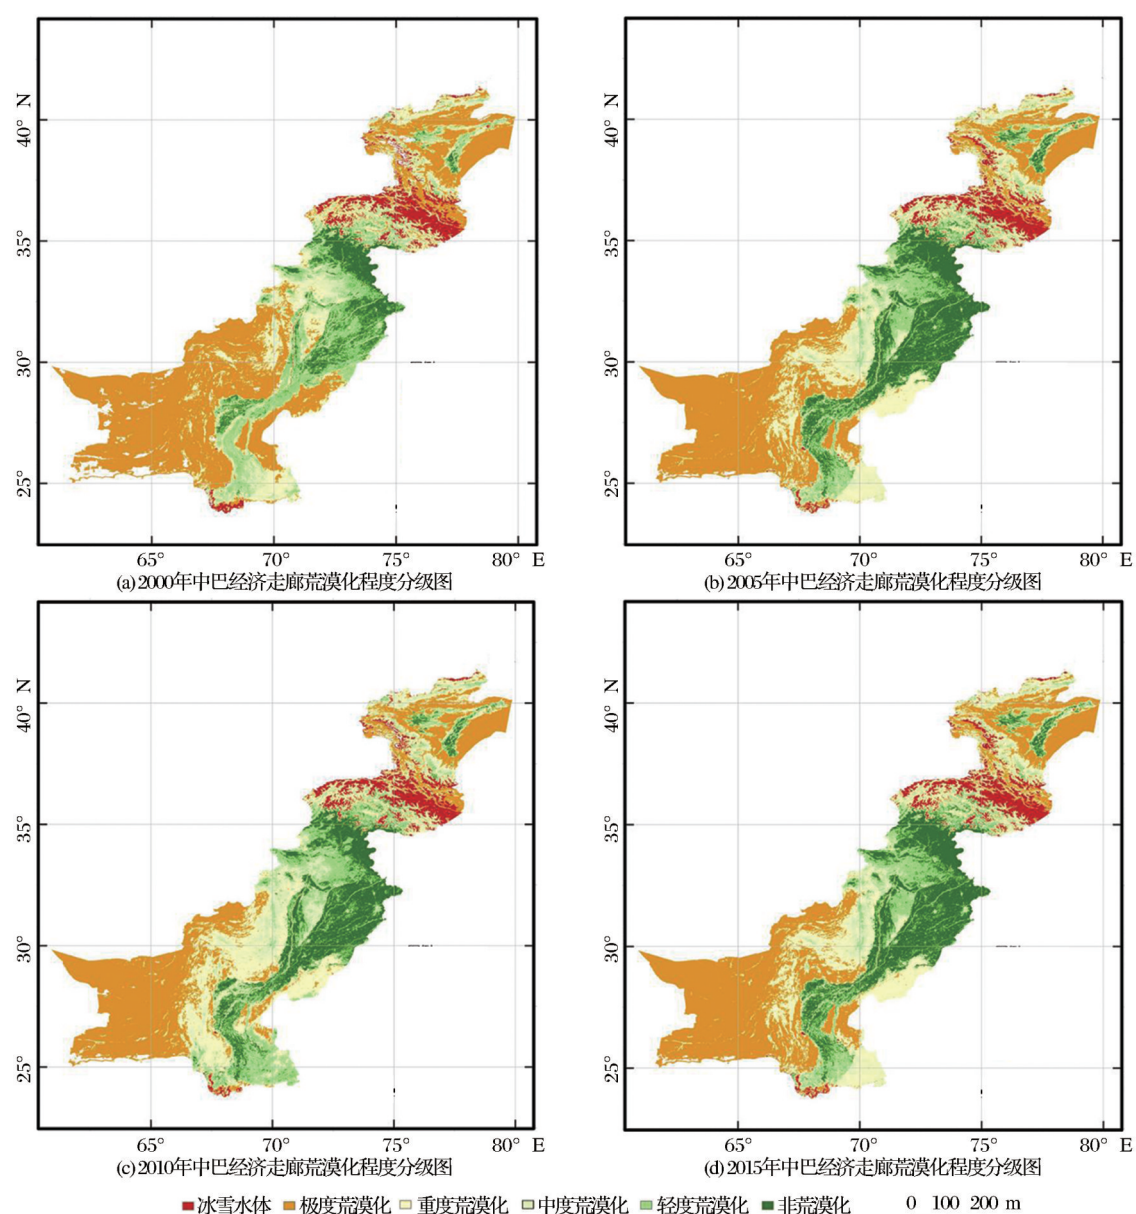 40° N
35°
30°
25°
65° 70° 75° 80° E
(a) 2000年中巴经济走廊荒漠化程度分级图
40° N
35°
30°
25°
65° 70° 75° 80° E
(b) 2005年中巴经济走廊荒漠化程度分级图
40° N
35°
30°
25°
65° 70° 75° 80° E
(c) 2010年中巴经济走廊荒漠化程度分级图
40° N
35°
30°
25°
65° 70° 75° 80° E
(d) 2015年中巴经济走廊荒漠化程度分级图
冰雪水体 极度荒漠化 重度荒漠化 中度荒漠化 轻度荒漠化 非荒漠化 0 100 200 m